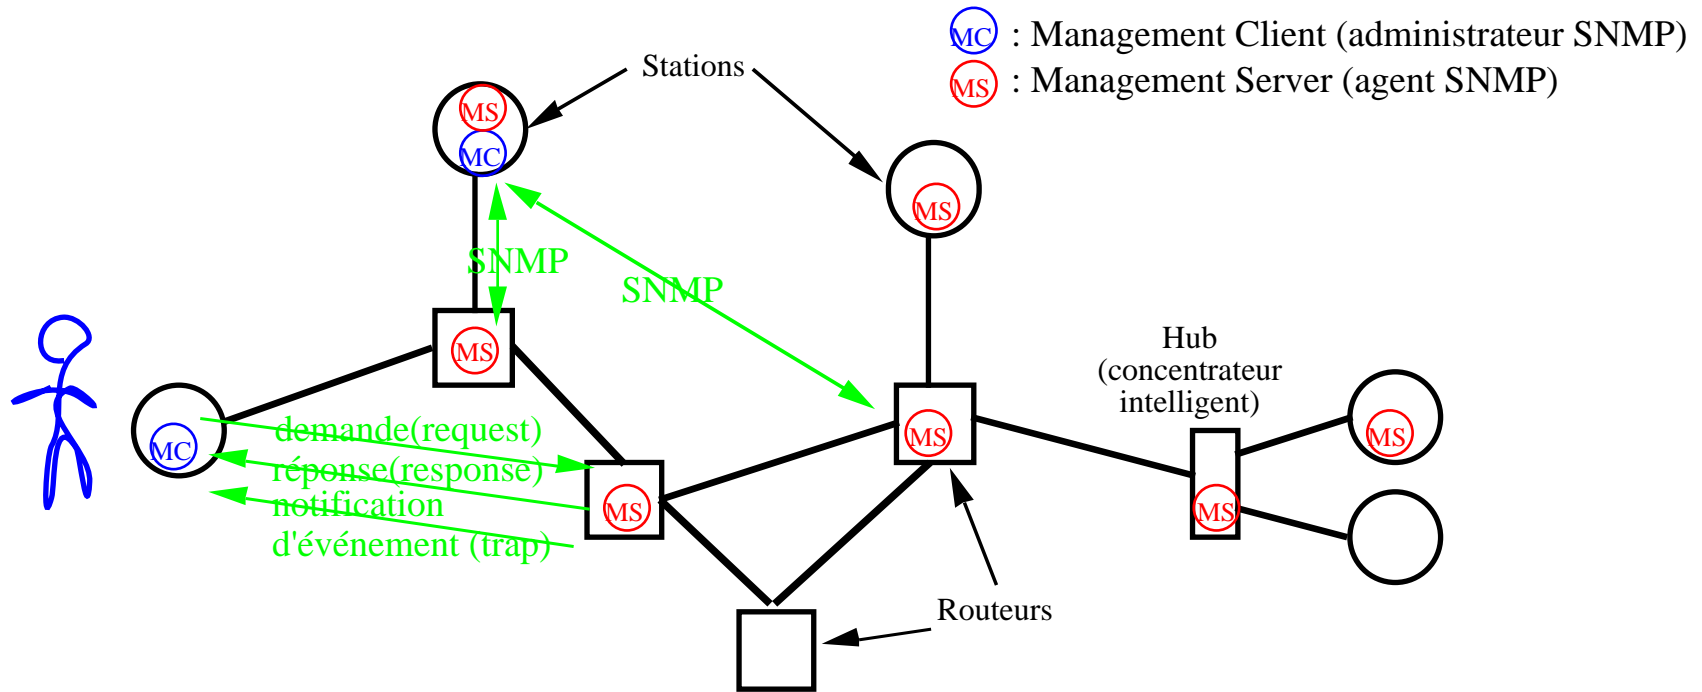 MC : Management Client (administrateur SNMP)
MS : Management Server (agent SNMP)
Stations
MS
MC
MS
SNMP
SNMP
MS
Hub
(concentrateur
intelligent)
MC
demande(request)
réponse(response)
notification
d'événement (trap)
MS
MS
MS
MS
Routeurs